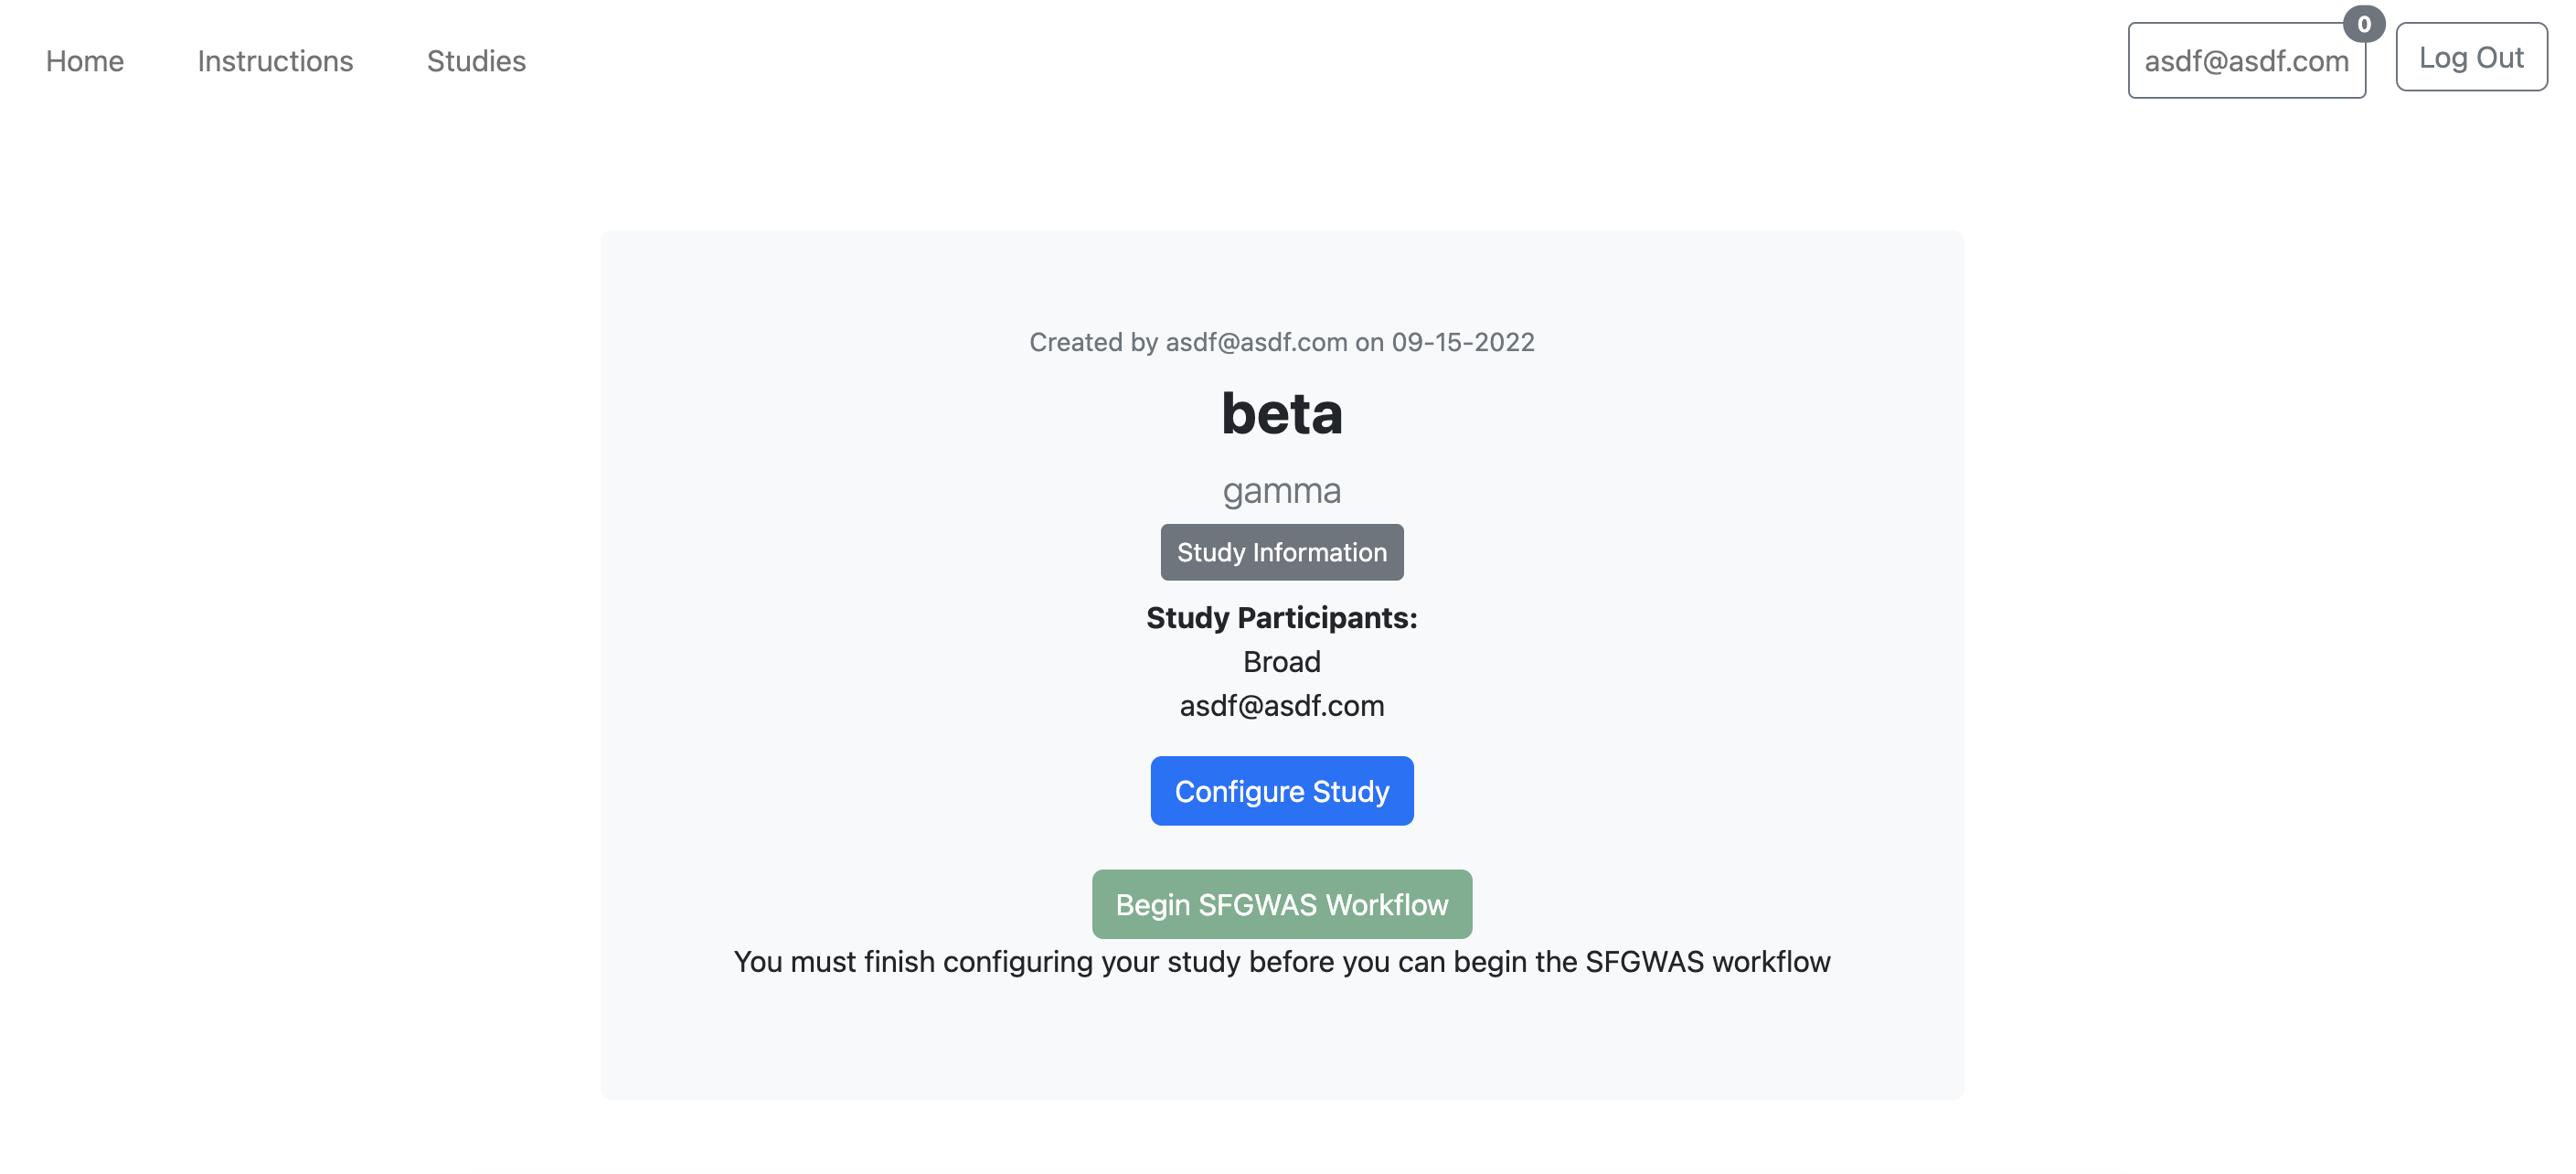 Home Instructions Studies asdf@asdf.com 0 Log Out
Created by asdf@asdf.com on 09-15-2022
beta
gamma
Study Information
Study Participants:
Broad
asdf@asdf.com
Configure Study
Begin SFGWAS Workflow
You must finish configuring your study before you can begin the SFGWAS workflow